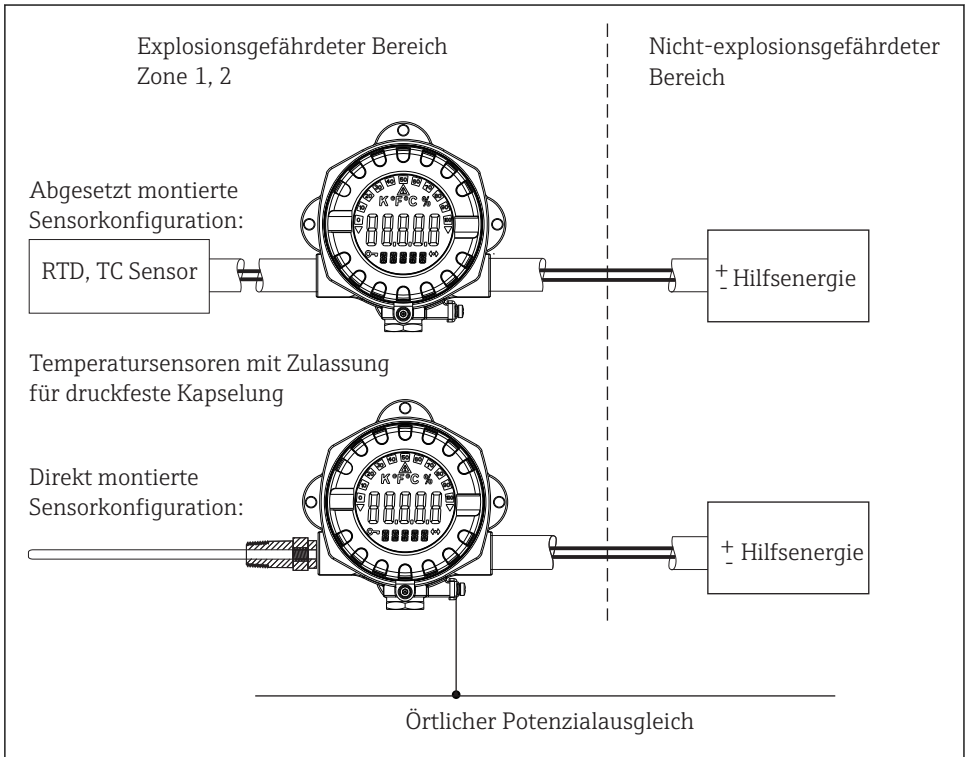 Explosionsgefährdeter Bereich
Zone 1, 2
Nicht-explosionsgefährdeter
Bereich
Abgesetzt montierte
Sensorkonfiguration:
K °F°C %
RTD, TC Sensor
+
- Hilfsenergie
Temperatursensoren mit Zulassung
für druckfeste Kapselung
Direkt montierte
Sensorkonfiguration:
K °F°C %
+
- Hilfsenergie
Örtlicher Potenzialausgleich